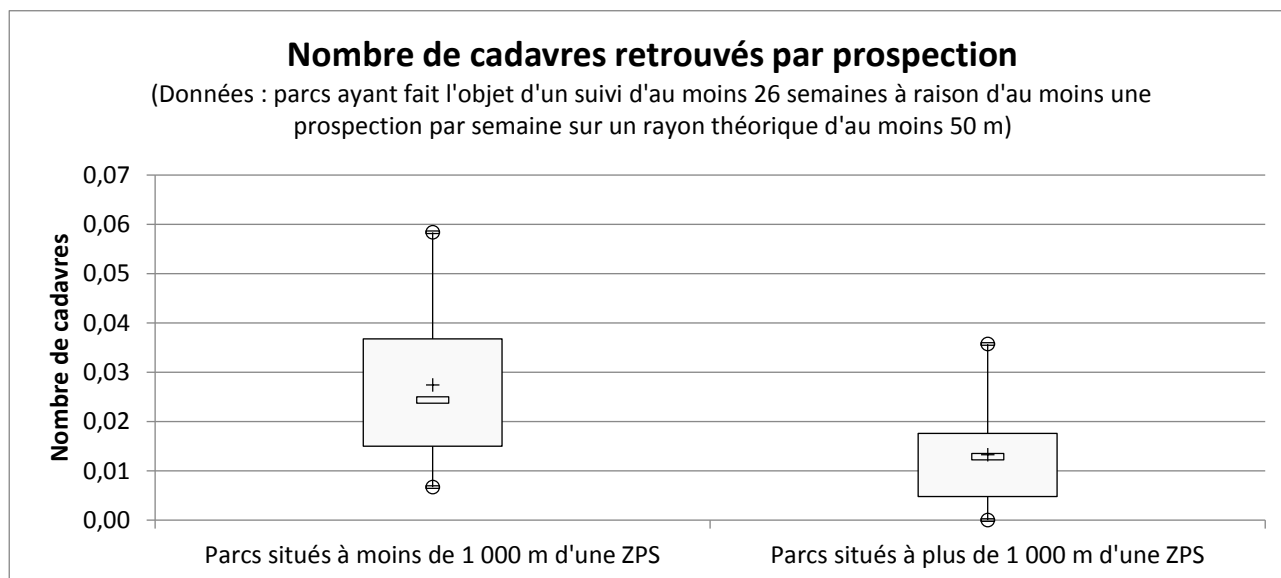 Nombre de cadavres retrouvés par prospection
(Données : parcs ayant fait l'objet d'un suivi d'au moins 26 semaines à raison d'au moins une
prospection par semaine sur un rayon théorique d'au moins 50 m)
Nombre de cadavres
0,07
0,06
0,05
0,04
0,03
0,02
0,01
0,00
Parcs situés à moins de 1 000 m d'une ZPS
Parcs situés à plus de 1 000 m d'une ZPS